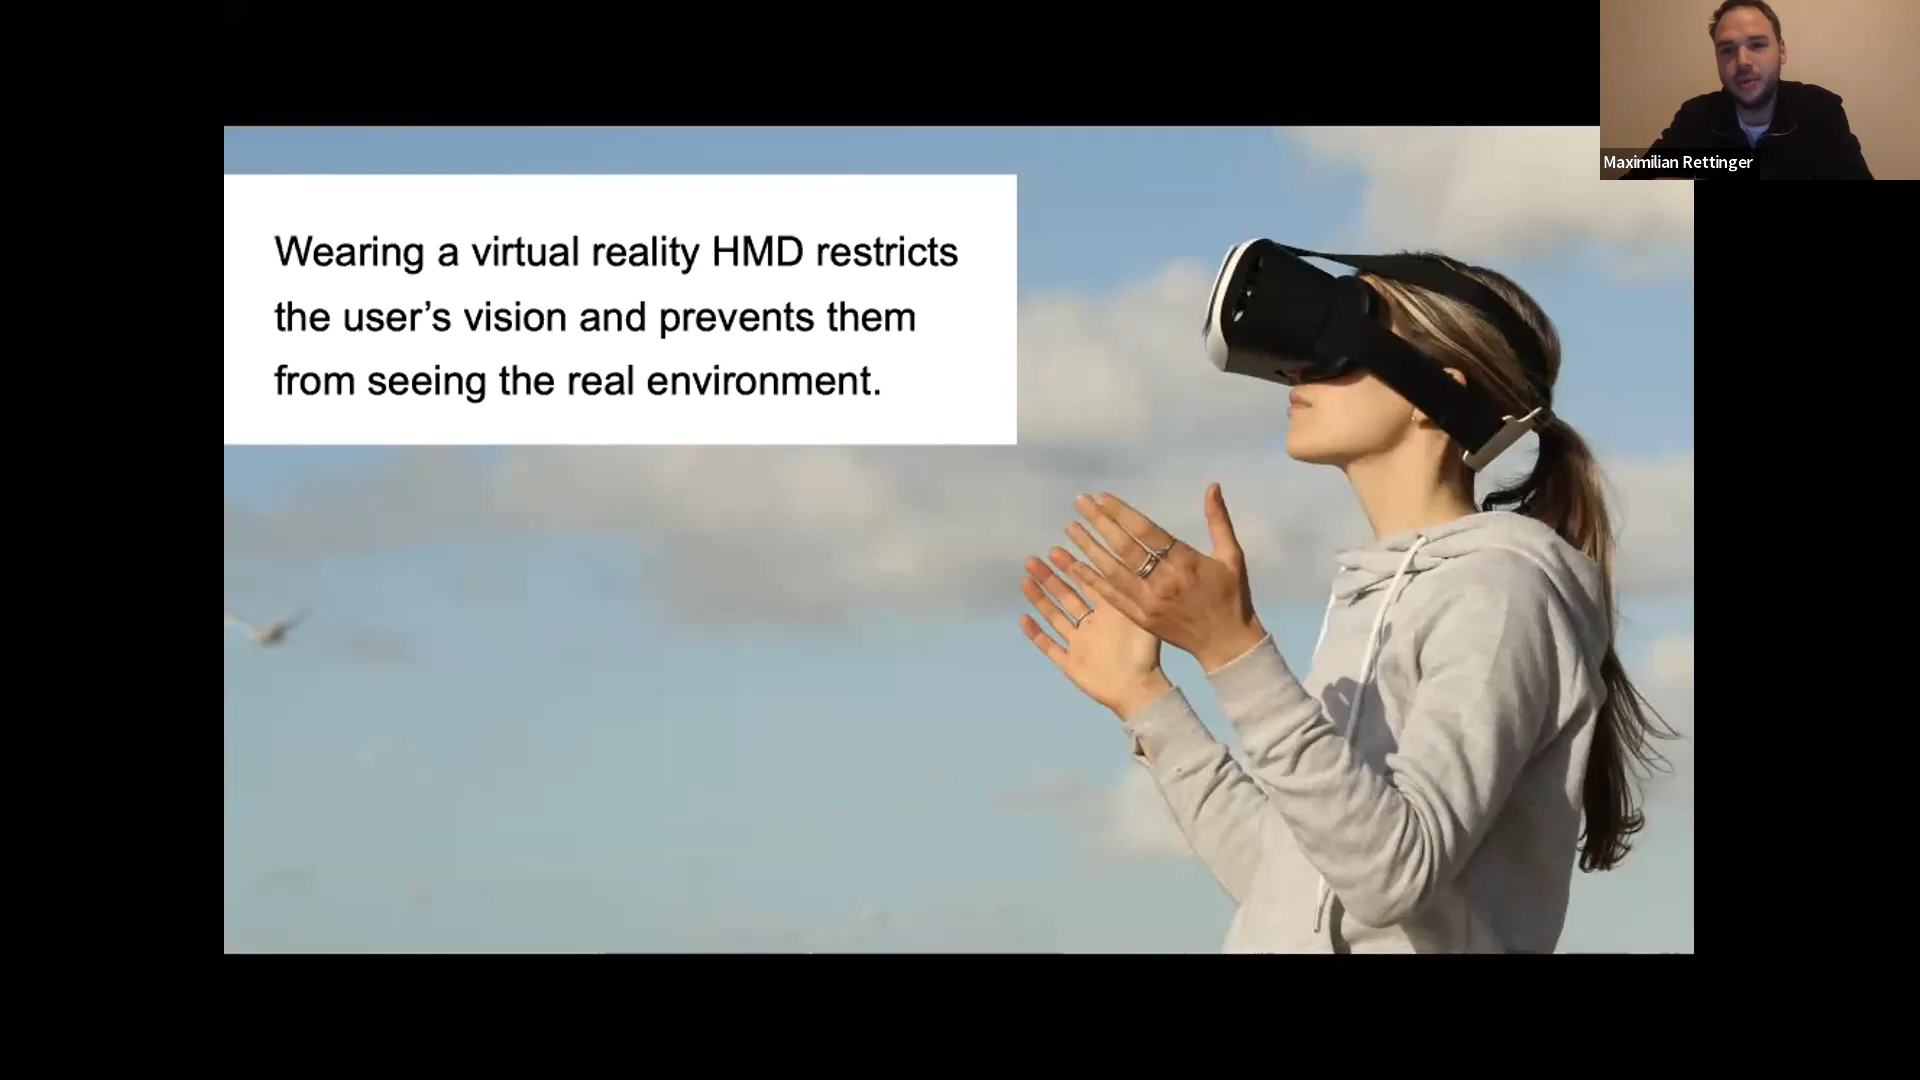 Wearing a virtual reality HMD restricts
the user’s vision and prevents them
from seeing the real environment.
Maximilian Rettinger